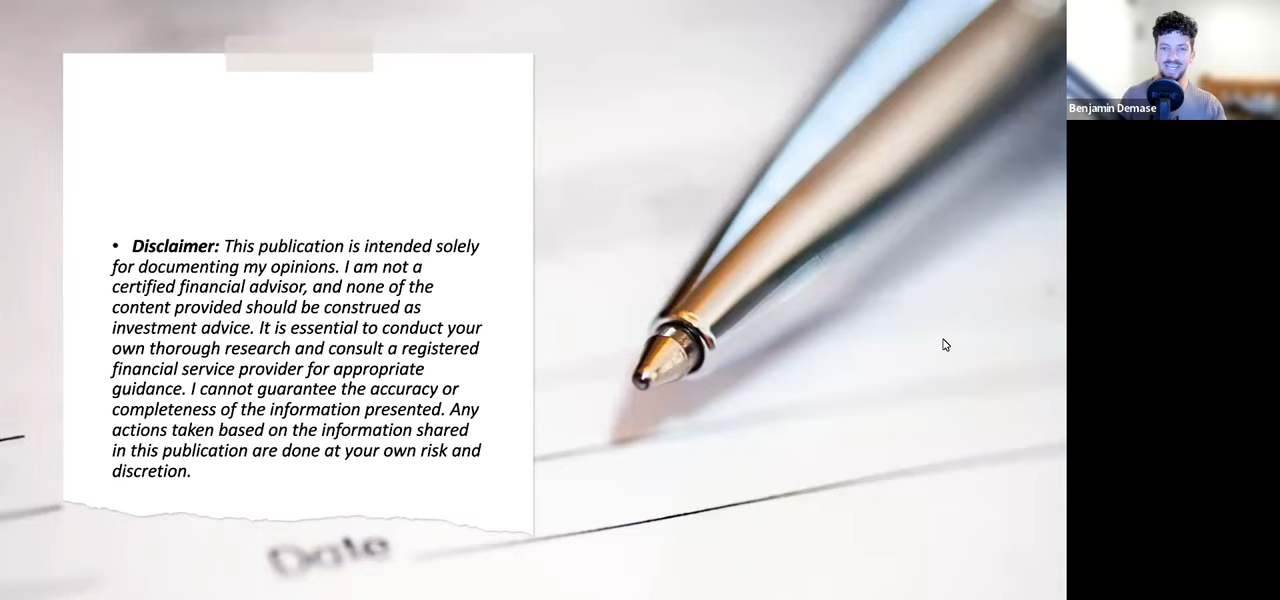 • Disclaimer: This publication is intended solely
for documenting my opinions. I am not a
certified financial advisor, and none of the
content provided should be construed as
investment advice. It is essential to conduct your
own thorough research and consult a registered
financial service provider for appropriate
guidance. I cannot guarantee the accuracy or
completeness of the information presented. Any
actions taken based on the information shared
in this publication are done at your own risk and
discretion.
Date
Benjamin Demase